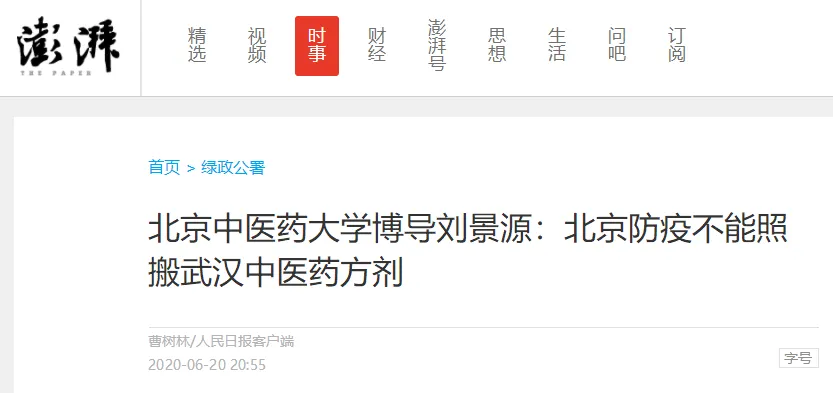 澎湃
THE PAPER
精选
视频
时事
财经
澎湃号
思想
生活
问吧
订阅
首页 > 绿政公署
北京中医药大学博导刘景源：北京防疫不能照
搬武汉中医药方剂
曹树林/人民日报客户端
2020-06-20 20:55
字号